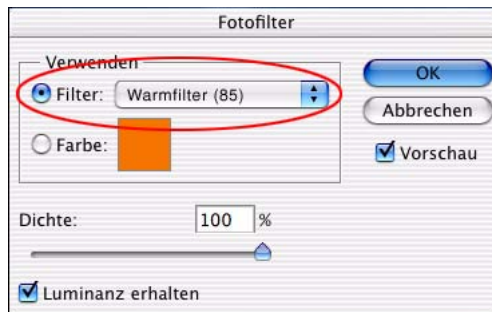 Fotofilter
Verwenden
Filter: Warmfilter (85)
Farbe:
OK
Abbrechen
Vorschau
Dichte: 100 %
Luminanz erhalten